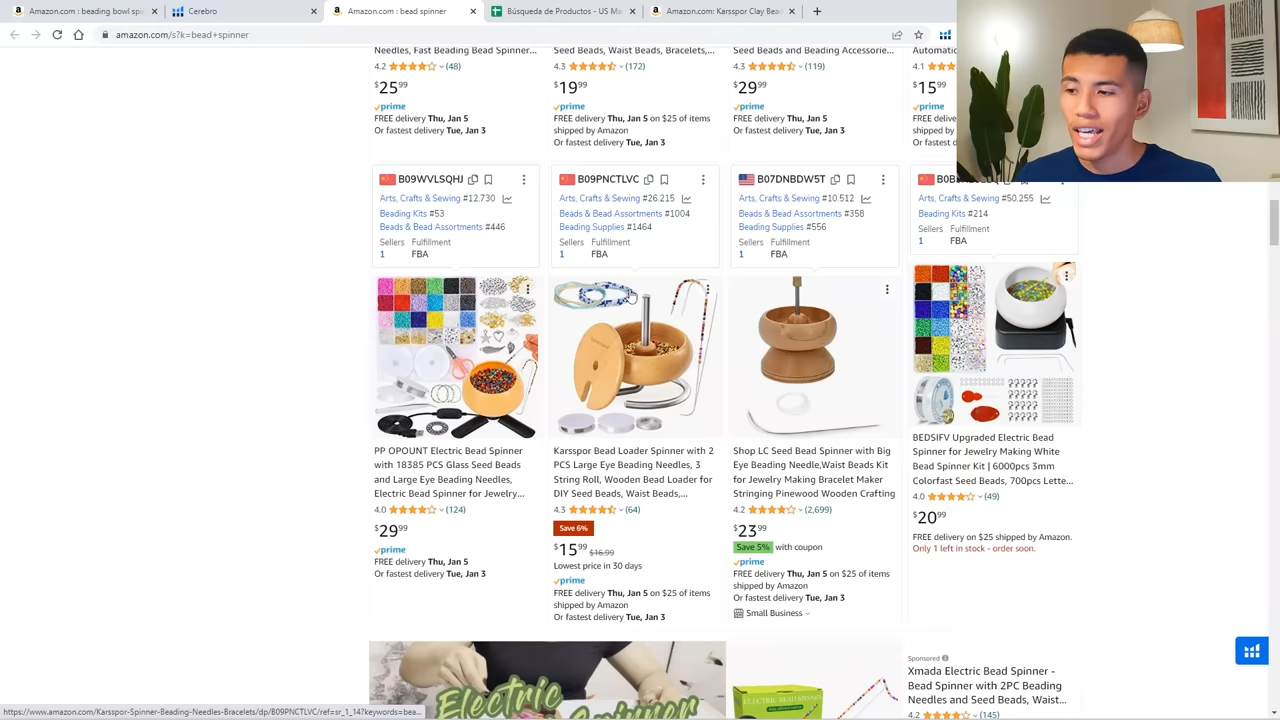 Amazon.com : beading bowl spi
Cerebro
Amazon.com : bead spinner
Búsqueda de Productos - US Ma
Amazon.com: Karsspor Clay Bea
amazon.com/s?k=bead+spinner
Needles, Fast Beading Bead Spinner...
4.2 (48)
$25.99
prime
FREE delivery Thu, Jan 5
Or fastest delivery Tue, Jan 3
Seed Beads, Waist Beads, Bracelets,...
4.3 (172)
$19.99
prime
FREE delivery Thu, Jan 5 on $25 of items
shipped by Amazon
Or fastest delivery Tue, Jan 3
Seed Beads and Beading Accessorie...
4.3 (119)
$29.99
prime
FREE delivery Thu, Jan 5
Or fastest delivery Tue, Jan 3
Automati
4.1
$15.99
prime
FREE deliv
shipped by
Or fastest d
B09WVLSQHJ
Arts, Crafts & Sewing #12.730
Beading Kits #53
Beads & Bead Assortments #446
Sellers Fulfillment
1 FBA
B09PNCTLVC
Arts, Crafts & Sewing #26.215
Beads & Bead Assortments #1004
Beading Supplies #1464
Sellers Fulfillment
1 FBA
B07DNBDW5T
Arts, Crafts & Sewing #10.512
Beads & Bead Assortments #358
Beading Supplies #556
Sellers Fulfillment
1 FBA
Arts, Crafts & Sewing #50.255
Beading Kits #214
Sellers Fulfillment
1 FBA
PP OPOUNT Electric Bead Spinner
with 18385 PCS Glass Seed Beads
and Large Eye Beading Needles,
Electric Bead Spinner for Jewelry...
4.0 (124)
$29.99
prime
FREE delivery Thu, Jan 5
Or fastest delivery Tue, Jan 3
Karsspor Bead Loader Spinner with 2
PCS Large Eye Beading Needles, 3
String Roll, Wooden Bead Loader for
DIY Seed Beads, Waist Beads,...
4.3 (64)
Save 6%
$15.99 $16.99
Lowest price in 30 days
prime
FREE delivery Thu, Jan 5 on $25 of items
shipped by Amazon
Or fastest delivery Tue, Jan 3
Shop LC Seed Bead Spinner with Big
Eye Beading Needle,Waist Beads Kit
for Jewelry Making Bracelet Maker
Stringing Pinewood Wooden Crafting
4.2 (2,699)
$23.99
Save 5% with coupon
prime
FREE delivery Thu, Jan 5 on $25 of items
shipped by Amazon
Or fastest delivery Tue, Jan 3
Small Business
BEDSIFV Upgraded Electric Bead
Spinner for Jewelry Making White
Bead Spinner Kit | 6000pcs 3mm
Colorfast Seed Beads, 700pcs Lette...
4.0 (49)
$20.99
FREE delivery on $25 shipped by Amazon.
Only 1 left in stock - order soon.
Electric
Spinner
ELECTRIC BEAD SPINNER
Sponsored
Xmada Electric Bead Spinner -
Bead Spinner with 2PC Beading
Needles and Seed Beads, Waist...
4.2 (145)
https://www.amazon.com/Karsspor-Spinner-Beading-Needles-Bracelets/dp/B09PNCTLVC/ref=sr_1_14?keywords=bea...